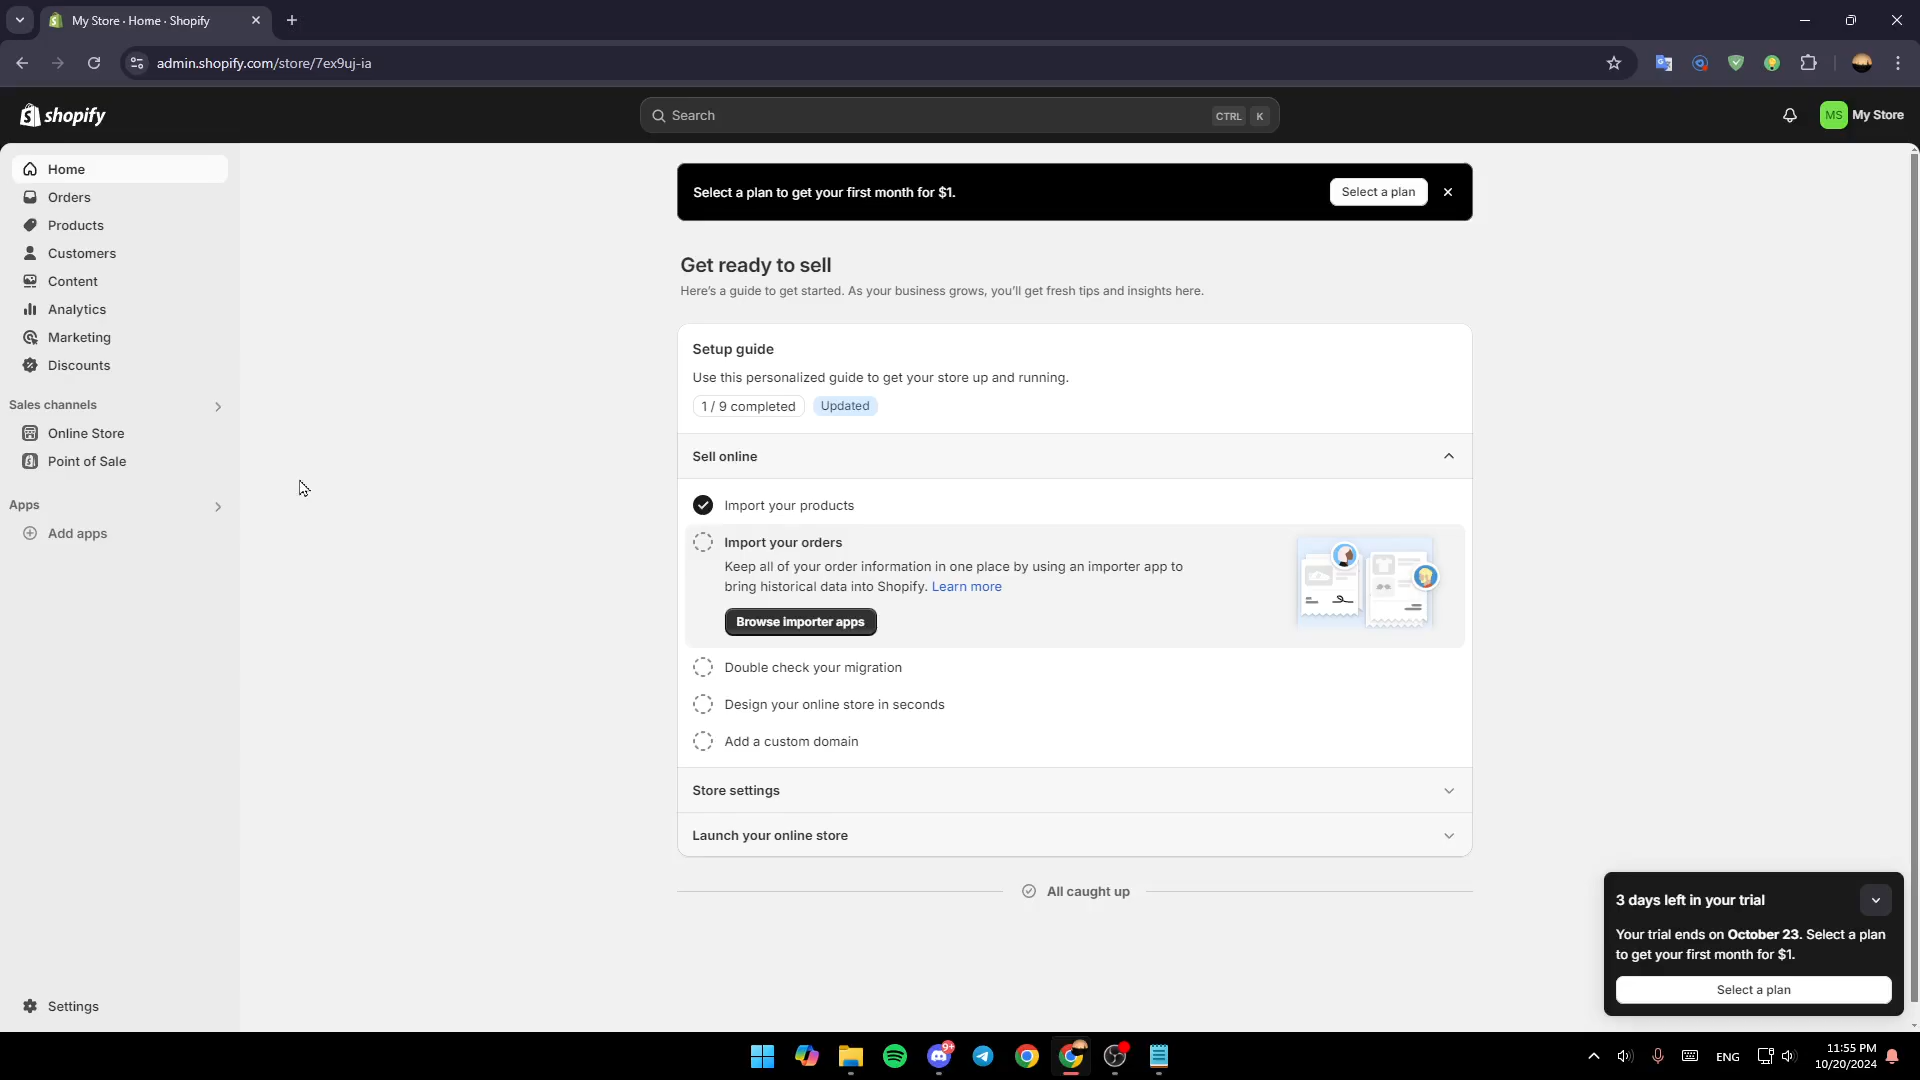 My Store · Home · Shopify
admin.shopify.com/store/7ex9uj-ia
shopify
Search
CTRL K
MS My Store
Home
Orders
Products
Customers
Content
Analytics
Marketing
Discounts
Sales channels
Online Store
Point of Sale
Apps
Add apps
Settings
Select a plan to get your first month for $1.
Select a plan
Get ready to sell
Here's a guide to get started. As your business grows, you'll get fresh tips and insights here.
Setup guide
Use this personalized guide to get your store up and running.
1 / 9 completed
Updated
Sell online
Import your products
Import your orders
Keep all of your order information in one place by using an importer app to
bring historical data into Shopify. Learn more
Browse importer apps
Double check your migration
Design your online store in seconds
Add a custom domain
Store settings
Launch your online store
All caught up
3 days left in your trial
Your trial ends on October 23. Select a plan
to get your first month for $1.
Select a plan
9+
ENG
11:55 PM
10/20/2024